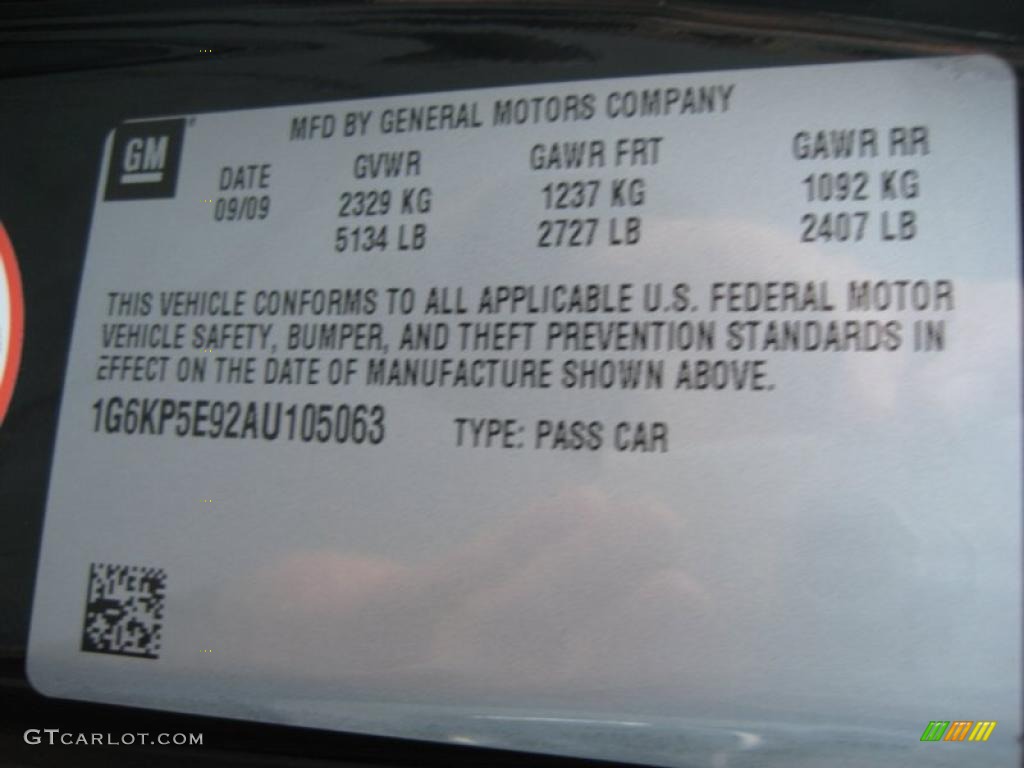 GM
MFD BY GENERAL MOTORS COMPANY
DATE GVWR GAWR FRT GAWR RR
09/09 2329 KG 1237 KG 1092 KG
5134 LB 2727 LB 2407 LB
THIS VEHICLE CONFORMS TO ALL APPLICABLE U.S. FEDERAL MOTOR
VEHICLE SAFETY, BUMPER, AND THEFT PREVENTION STANDARDS IN
EFFECT ON THE DATE OF MANUFACTURE SHOWN ABOVE.
1G6KP5E92AU105063 TYPE: PASS CAR
GTCARLOT.COM